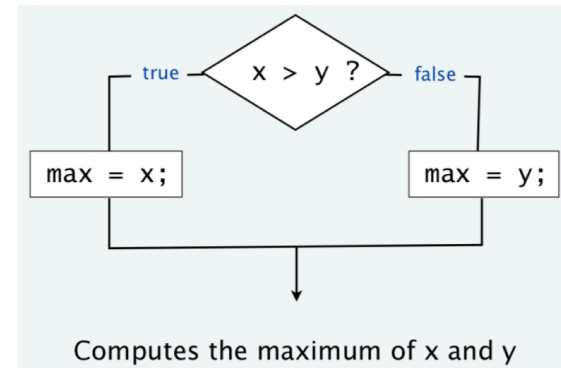 x > y ?
true
false
max = x;
max = y;
Computes the maximum of x and y